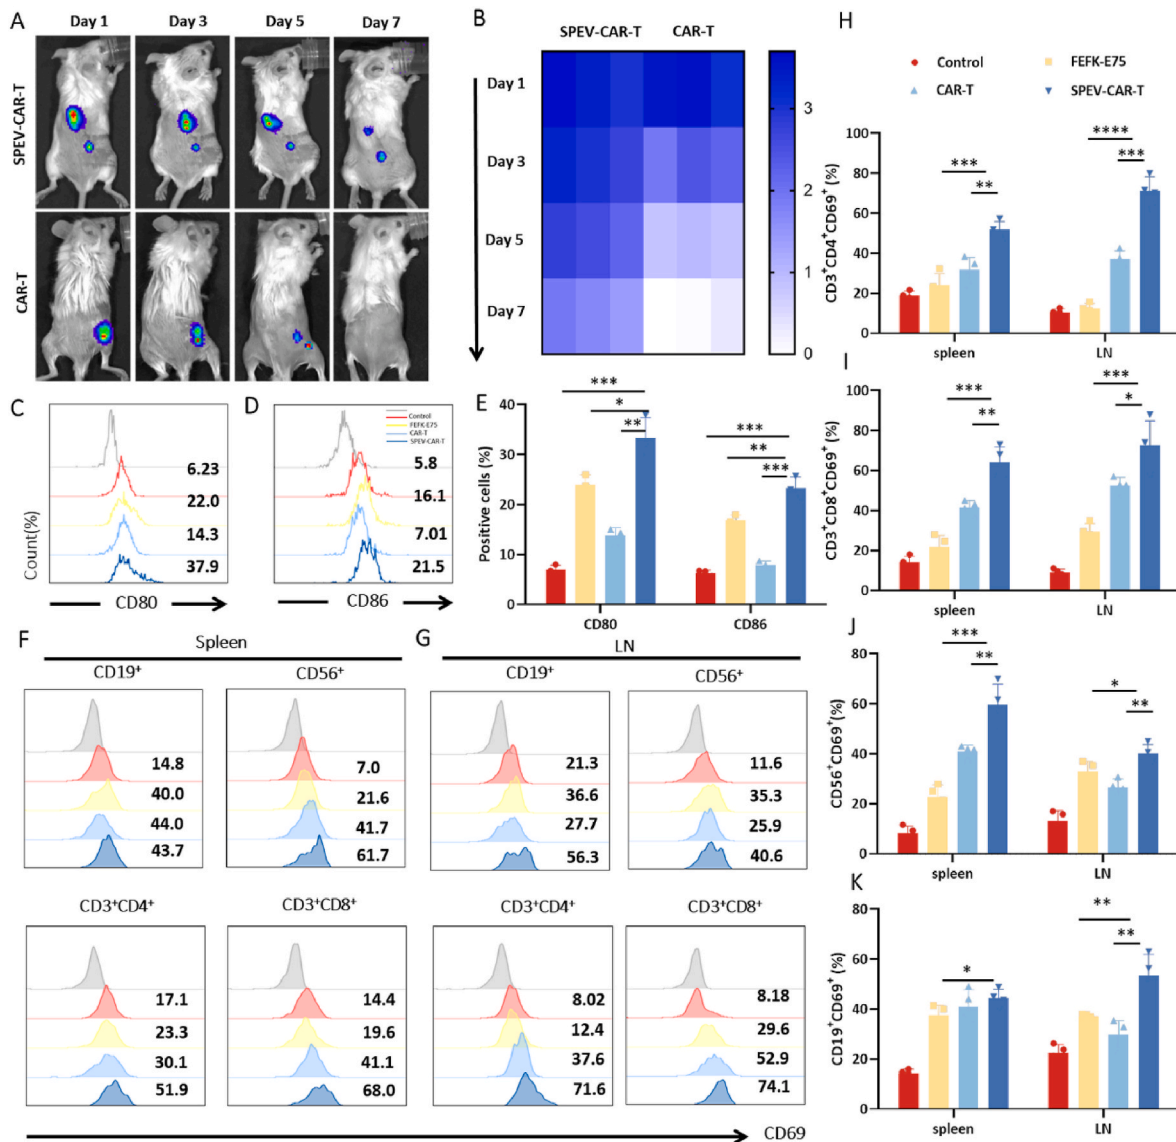 A
Day 1
Day 3
Day 5
Day 7
SPEV-CAR-T
CAR-T
B
SPEV-CAR-T
CAR-T
Day 1
Day 3
Day 5
Day 7
3
2
1
0
C
6.23
22.0
14.3
37.9
Count(%)
CD80
D
Control
FEFK-E75
CAR-T
SPEV-CAR-T
5.8
16.1
7.01
21.5
CD86
E
Positive cells (%)
40
30
20
10
0
***
*
**
***
**
***
CD80
CD86
F
Spleen
CD19+
CD56+
14.8
40.0
44.0
43.7
7.0
21.6
41.7
61.7
CD3+CD4+
CD3+CD8+
17.1
23.3
30.1
51.9
14.4
19.6
41.1
68.0
G
LN
CD19+
CD56+
21.3
36.6
27.7
56.3
11.6
35.3
25.9
40.6
CD3+CD4+
CD3+CD8+
8.02
12.4
37.6
71.6
8.18
29.6
52.9
74.1
CD69
H
Control
FEFK-E75
CAR-T
SPEV-CAR-T
CD3+CD4+CD69+ (%)
100
80
60
40
20
0
***
**
****
***
spleen
LN
I
CD3+CD8+CD69+ (%)
100
80
60
40
20
0
***
**
***
*
spleen
LN
J
CD56+CD69+(%)
80
60
40
20
0
***
**
*
**
spleen
LN
K
CD19+CD69+ (%)
80
60
40
20
0
*
**
**
spleen
LN